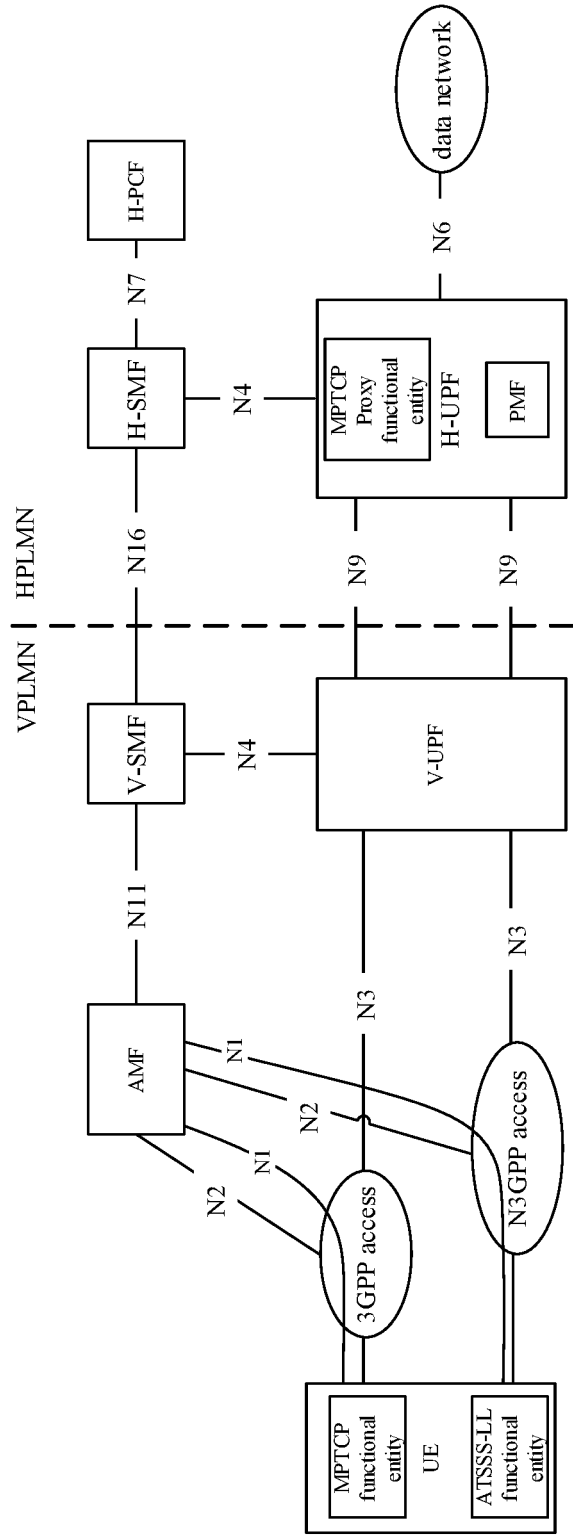 VPLMN
HPLMN
AMF
N11
V-SMF
N16
H-SMF
N7
H-PCF
N2
N1
N2
N1
N4
N4
UE
MPTCP
functional
entity
ATSSS-LL
functional
entity
3GPP access
N3GPP access
N3
N3
V-UPF
N9
N9
MPTCP
Proxy
functional
entity
H-UPF
PMF
N6
data network